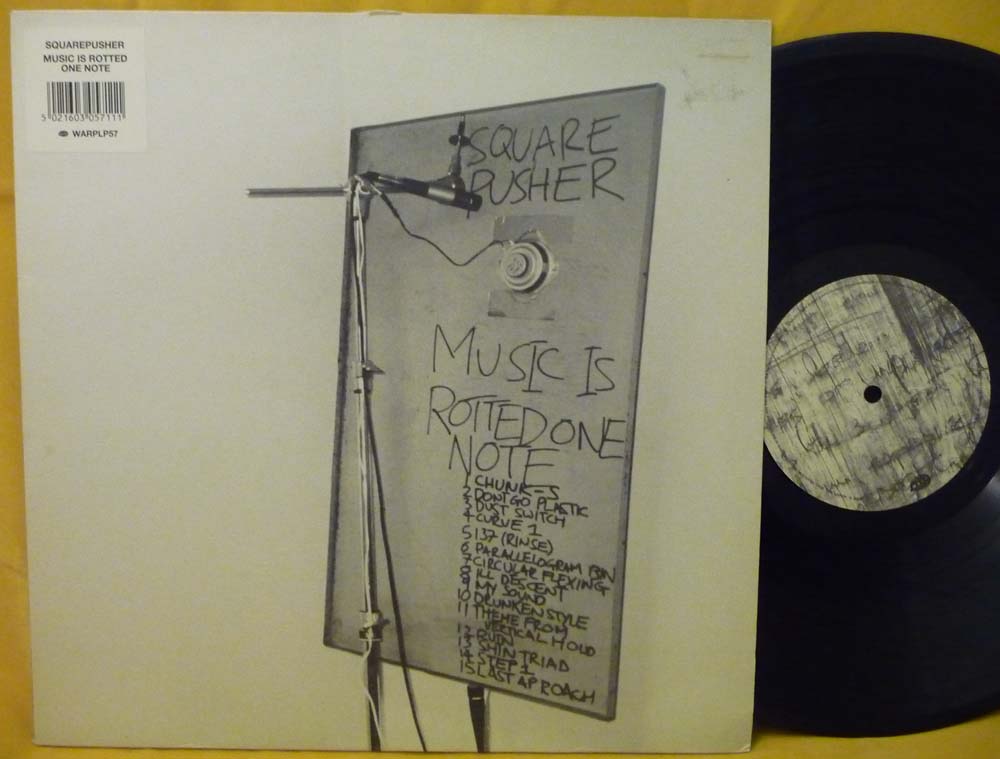 SQUAREPUSHER
MUSIC IS ROTTED
ONE NOTE
5 021603 057111
WARPLP57
SQUARE
PUSHER
MUSIC IS
ROTTED ONE
NOTE
1 CHUNK-S
2 DONT GO PLASTIC
3 DUST SWITCH
4 CURVE 1
5 137 (RINSE)
6 PARALLELOGRAM BIN
7 CIRCULAR FLEXING
8 ILL DESCENT
9 MY SOUND
10 DRUNKEN STYLE
11 THEME FROM
VERTICAL HOLD
12 RUIN
13 SHIN TRIAD
14 STEP 1
15 LAST AP ROACH